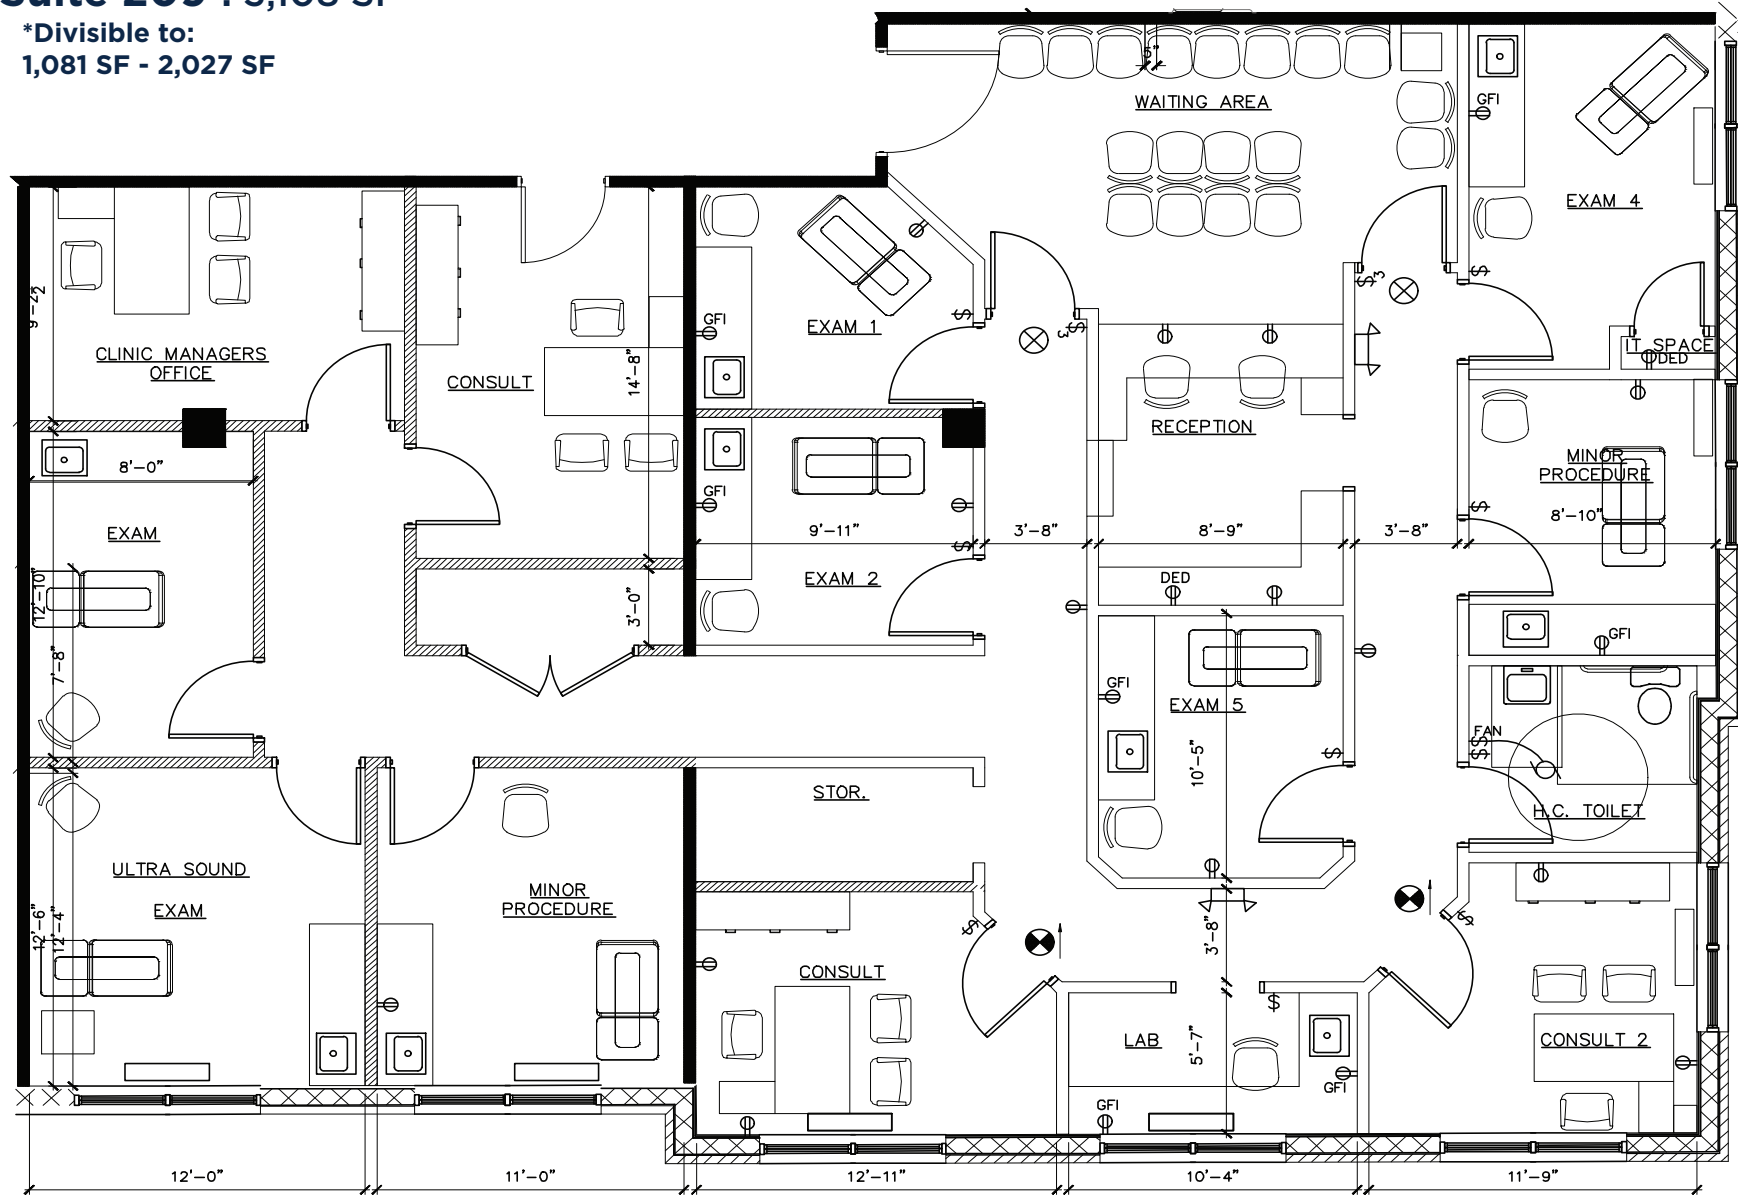 *Divisible to:
1,081 SF - 2,027 SF
5"
WAITING AREA
GFI
EXAM 4
CLINIC MANAGERS
OFFICE
CONSULT
14'-8"
GFI
EXAM 1
$
$3
$3
$
IT SPACE
DED
RECEPTION
8'-0"
EXAM
12'-10"
7'-8"
3'-0"
GFI
9'-11"
$
EXAM 2
3'-8"
8'-9"
DED
3'-8"
$
MINOR
PROCEDURE
8'-10"
GFI
GFI
EXAM 5
10'-5"
$
FAN
$$
H.C. TOILET
STOR.
ULTRA SOUND
EXAM
12'-6"
12'-4"
MINOR
PROCEDURE
CONSULT
$
3'-8"
$
LAB
5'-7"
$
GFI
GFI
CONSULT 2
12'-0"
11'-0"
12'-11"
10'-4"
11'-9"